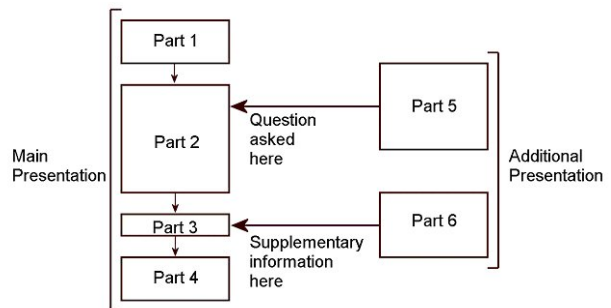 Part 1
Part 2
Part 3
Part 4
Main
Presentation
Question
asked
here
Supplementary
information
here
Part 5
Part 6
Additional
Presentation